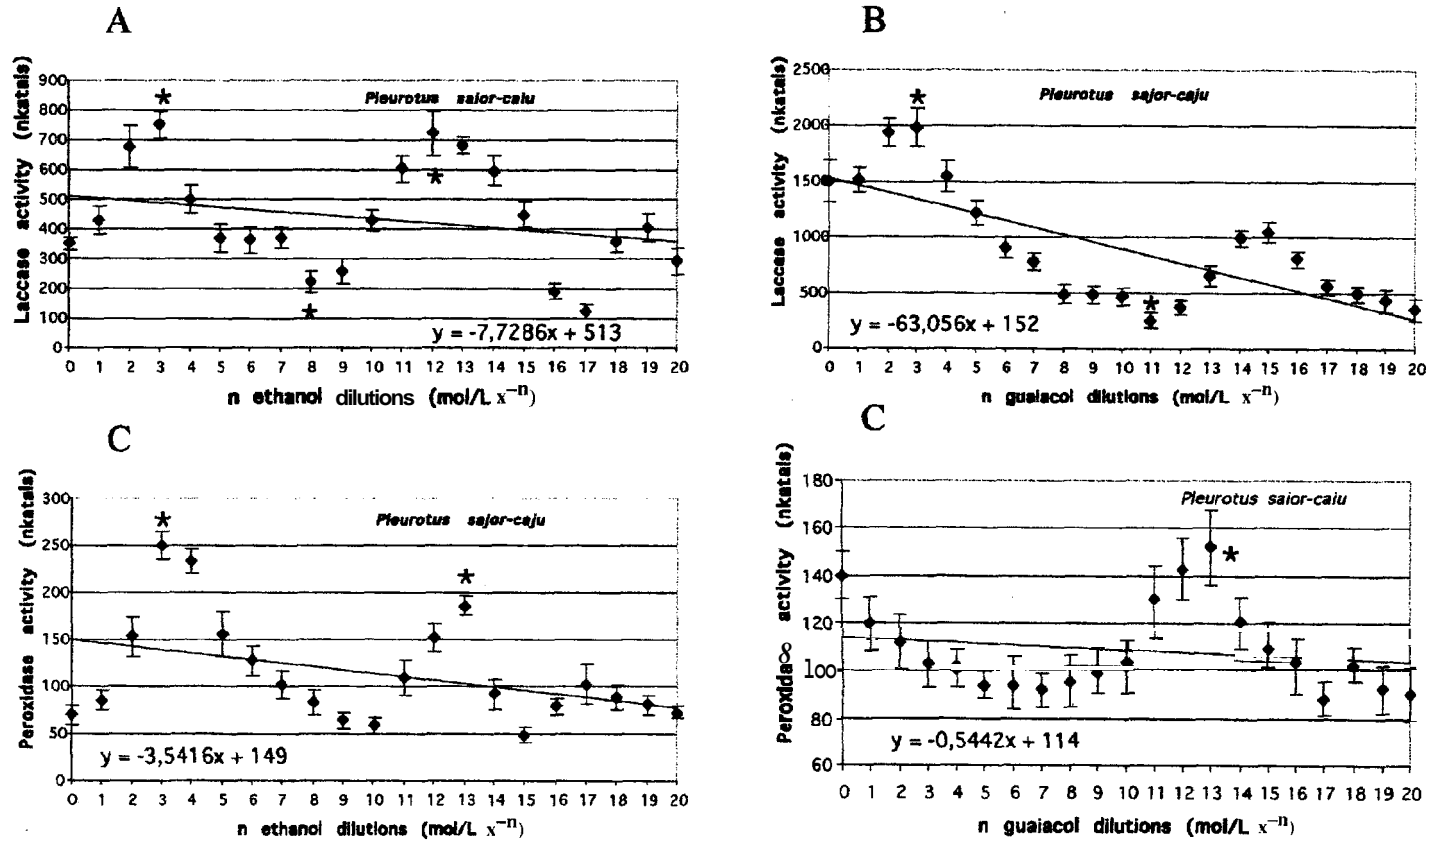 A
Laccase activity (nkatals)
900
800
700
600
500
400
300
200
100
0
*
Pleurotus saior-caiu
*
*
y = -7,7286x + 513
0 1 2 3 4 5 6 7 8 9 10 11 12 13 14 15 16 17 18 19 20
n ethanol dilutions (mol/L x⁻ⁿ)
B
Laccase activity (nkatals)
2500
2000
1500
1000
500
0
*
Pleurotus sajor-caju
*
y = -63,056x + 152
0 1 2 3 4 5 6 7 8 9 10 11 12 13 14 15 16 17 18 19 20
n guaiacol dilutions (mol/L x⁻ⁿ)
C
Peroxidase activity (nkatals)
300
250
200
150
100
50
0
*
Pleurotus sajor-caju
*
y = -3,5416x + 149
0 1 2 3 4 5 6 7 8 9 10 11 12 13 14 15 16 17 18 19 20
n ethanol dilutions (mol/L x⁻ⁿ)
C
Peroxida∞ activity (nkatals)
180
160
140
120
100
80
60
Pleurotus saior-caiu
*
y = -0,5442x + 114
0 1 2 3 4 5 6 7 8 9 10 11 12 13 14 15 16 17 18 19 20
n guaiacol dilutions (mol/L x⁻ⁿ)